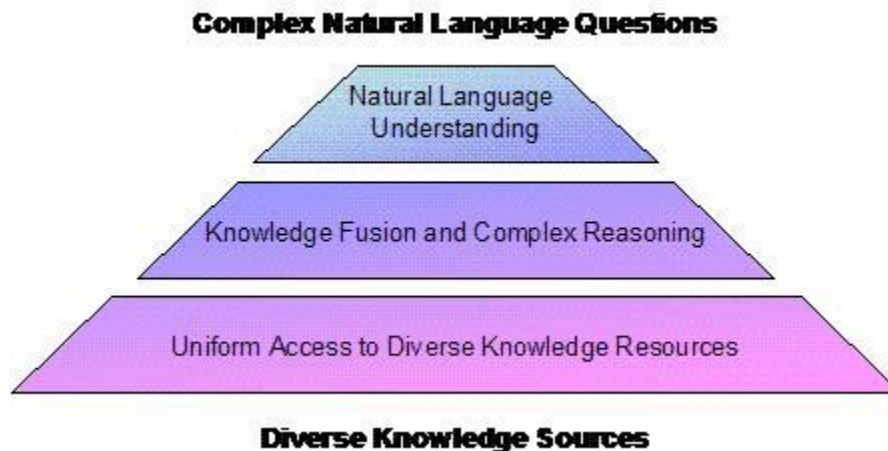 Complex Natural Language Questions
Natural Language
Understanding
Knowledge Fusion and Complex Reasoning
Uniform Access to Diverse Knowledge Resources
Diverse Knowledge Sources